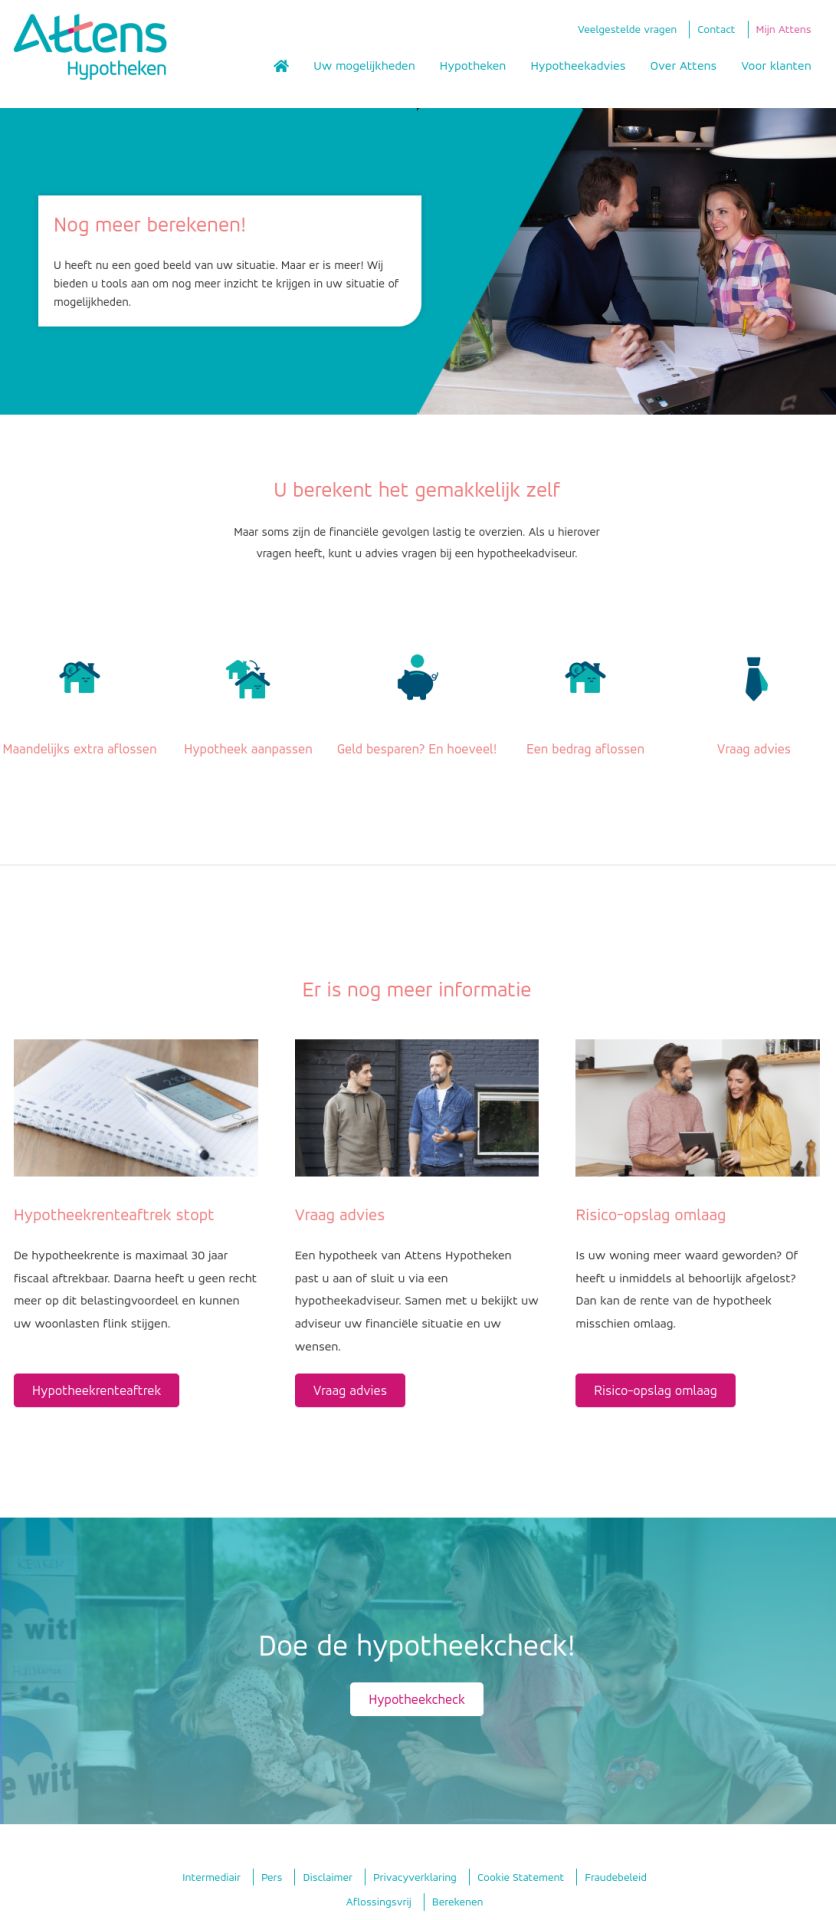 Attens
Hypotheken
Veelgestelde vragen
Contact
Mijn Attens
Uw mogelijkheden
Hypotheken
Hypotheekadvies
Over Attens
Voor klanten
Nog meer berekenen!
U heeft nu een goed beeld van uw situatie. Maar er is meer! Wij
bieden u tools aan om nog meer inzicht te krijgen in uw situatie of
mogelijkheden.
U berekent het gemakkelijk zelf
Maar soms zijn de financiële gevolgen lastig te overzien. Als u hierover
vragen heeft, kunt u advies vragen bij een hypotheekadviseur.
Maandelijks extra aflossen
Hypotheek aanpassen
Geld besparen? En hoeveel!
Een bedrag aflossen
Vraag advies
Er is nog meer informatie
Hypotheekrenteaftrek stopt
De hypotheekrente is maximaal 30 jaar
fiscaal aftrekbaar. Daarna heeft u geen recht
meer op dit belastingvoordeel en kunnen
uw woonlasten flink stijgen.
Hypotheekrenteaftrek
Vraag advies
Een hypotheek van Attens Hypotheken
past u aan of sluit u via een
hypotheekadviseur. Samen met u bekijkt uw
adviseur uw financiële situatie en uw
wensen.
Vraag advies
Risico-opslag omlaag
Is uw woning meer waard geworden? Of
heeft u inmiddels al behoorlijk afgelost?
Dan kan de rente van de hypotheek
misschien omlaag.
Risico-opslag omlaag
KEUKEN
e with
e with
Doe de hypotheekcheck!
Hypotheekcheck
Intermediair
Pers
Disclaimer
Privacyverklaring
Cookie Statement
Fraudebeleid
Aflossingsvrij
Berekenen